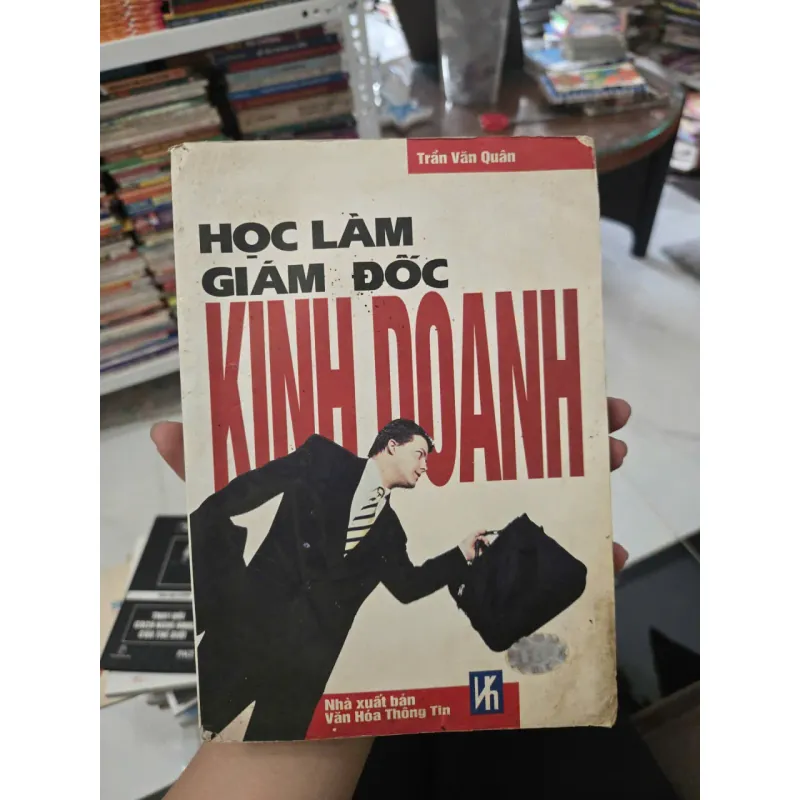 Trần Văn Quân
HỌC LÀM
GIÁM ĐỐC
KINH DOANH
Nhà xuất bản
Văn Hóa Thông Tin